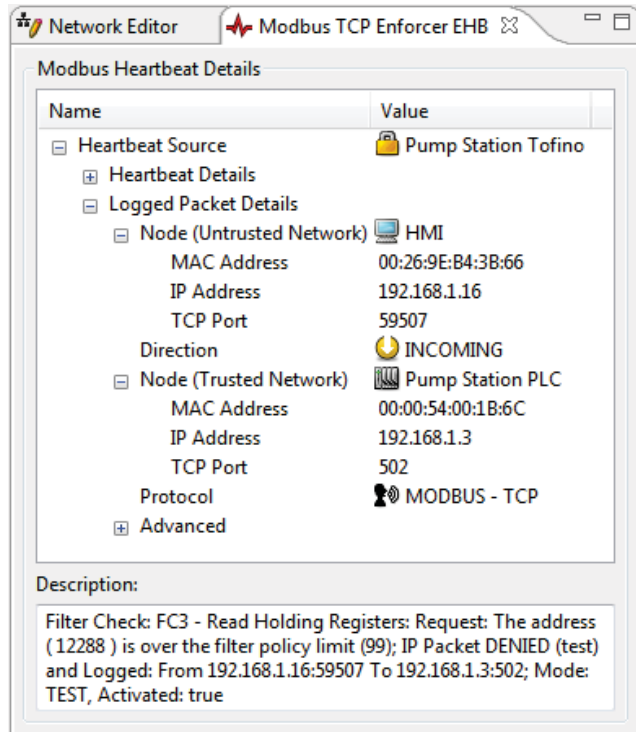 Network Editor Modbus TCP Enforcer EHB
Modbus Heartbeat Details
Name Value
Heartbeat Source Pump Station Tofino
Heartbeat Details
Logged Packet Details
Node (Untrusted Network) HMI
MAC Address 00:26:9E:B4:3B:66
IP Address 192.168.1.16
TCP Port 59507
Direction INCOMING
Node (Trusted Network) Pump Station PLC
MAC Address 00:00:54:00:1B:6C
IP Address 192.168.1.3
TCP Port 502
Protocol MODBUS - TCP
Advanced
Description:
Filter Check: FC3 - Read Holding Registers: Request: The address
( 12288 ) is over the filter policy limit (99); IP Packet DENIED (test)
and Logged: From 192.168.1.16:59507 To 192.168.1.3:502; Mode:
TEST, Activated: true